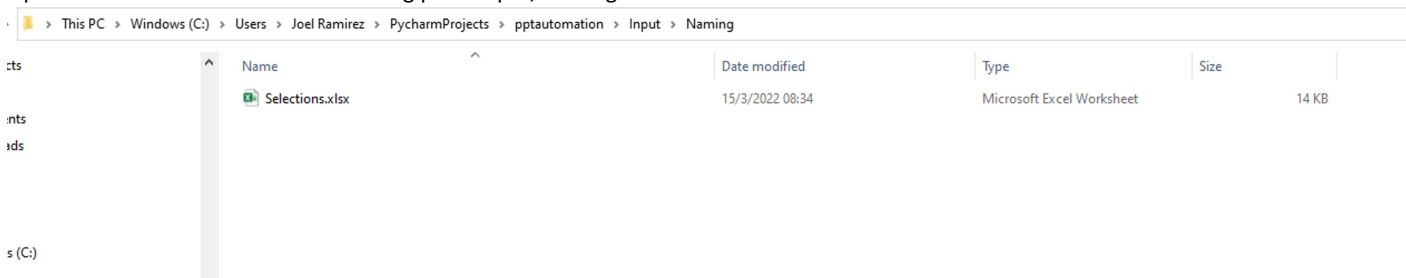 This PC > Windows (C:) > Users > Joel Ramirez > PycharmProjects > pptautomation > Input > Naming
cts
Name Date modified Type Size
Selections.xlsx 15/3/2022 08:34 Microsoft Excel Worksheet 14 KB
ents
ads
s (C:)